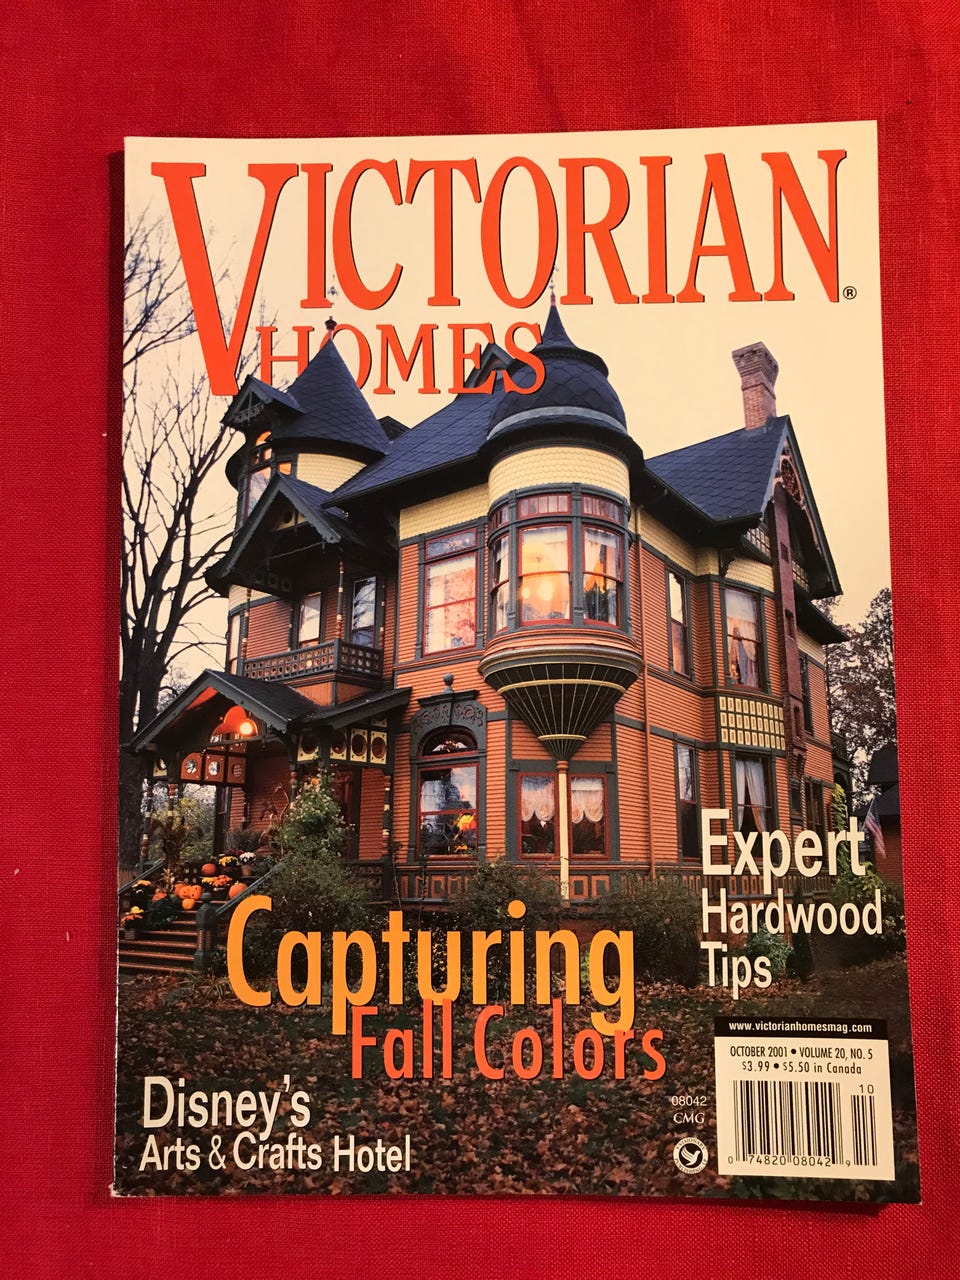 VICTORIAN®
HOMES
Expert
Hardwood
Tips
Capturing
Fall Colors
Disney's
Arts & Crafts Hotel
www.victorianhomesmag.com
OCTOBER 2001 • VOLUME 20, NO. 5
$3.99 • $5.50 in Canada
08042
CMG
10
0 74820 08042 9